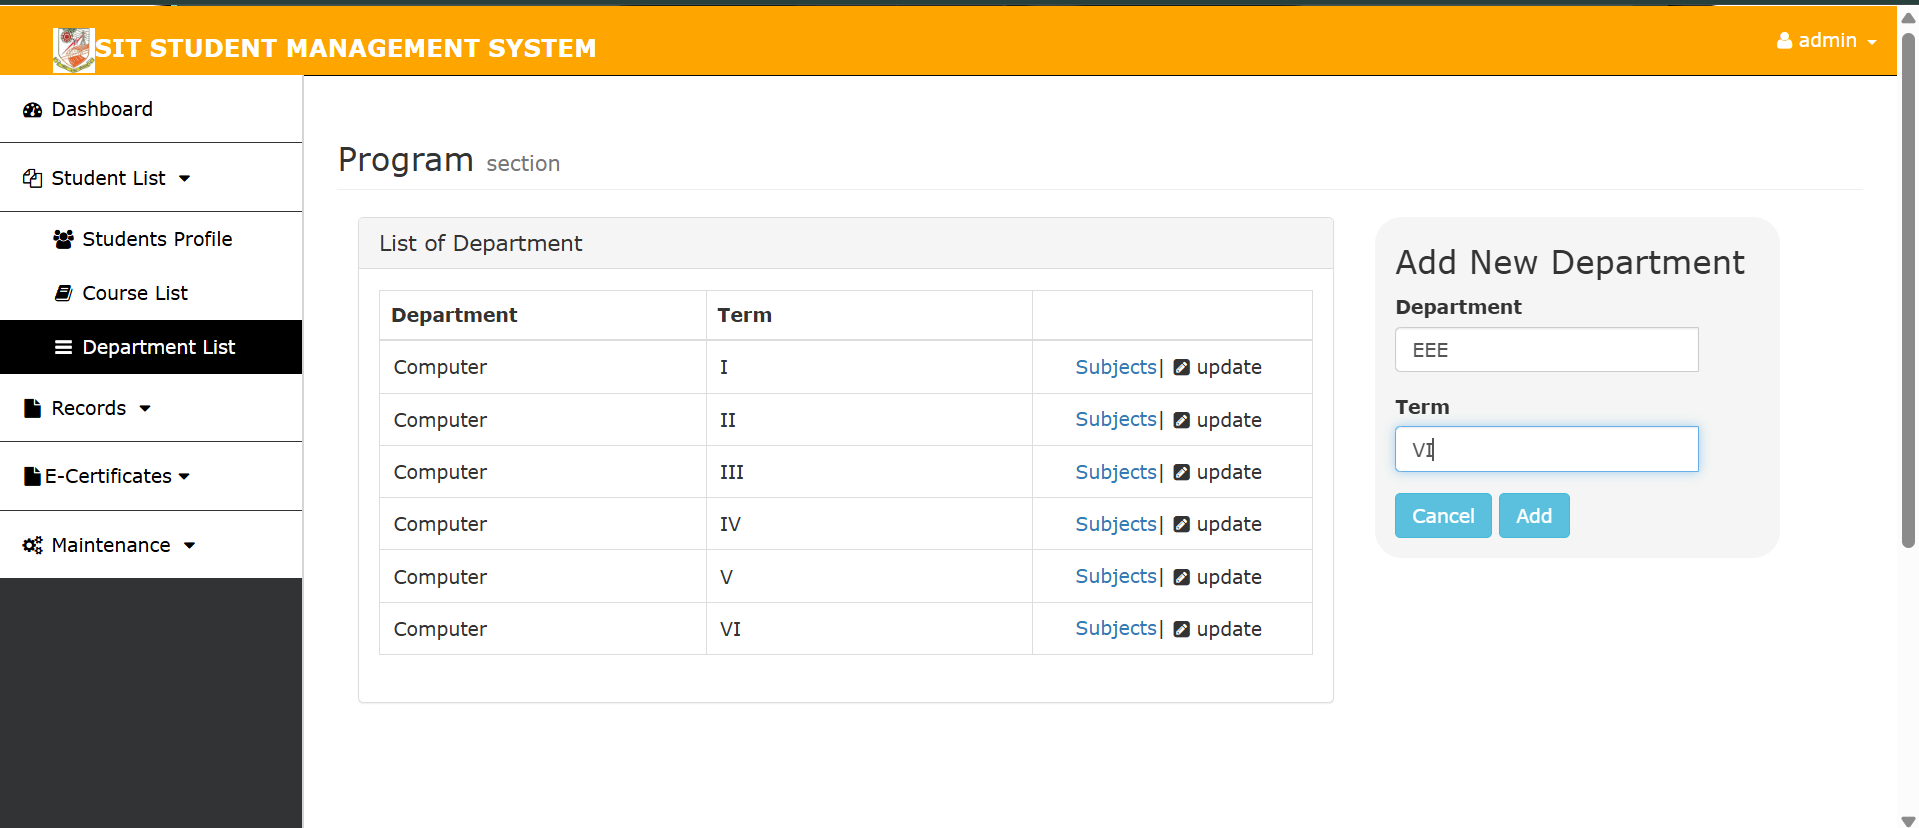 SIT STUDENT MANAGEMENT SYSTEM
admin
Dashboard
Student List
Students Profile
Course List
Department List
Records
E-Certificates
Maintenance
Program section
List of Department
Department Term
Computer I Subjects| update
Computer II Subjects| update
Computer III Subjects| update
Computer IV Subjects| update
Computer V Subjects| update
Computer VI Subjects| update
Add New Department
Department
EEE
Term
VI
Cancel Add